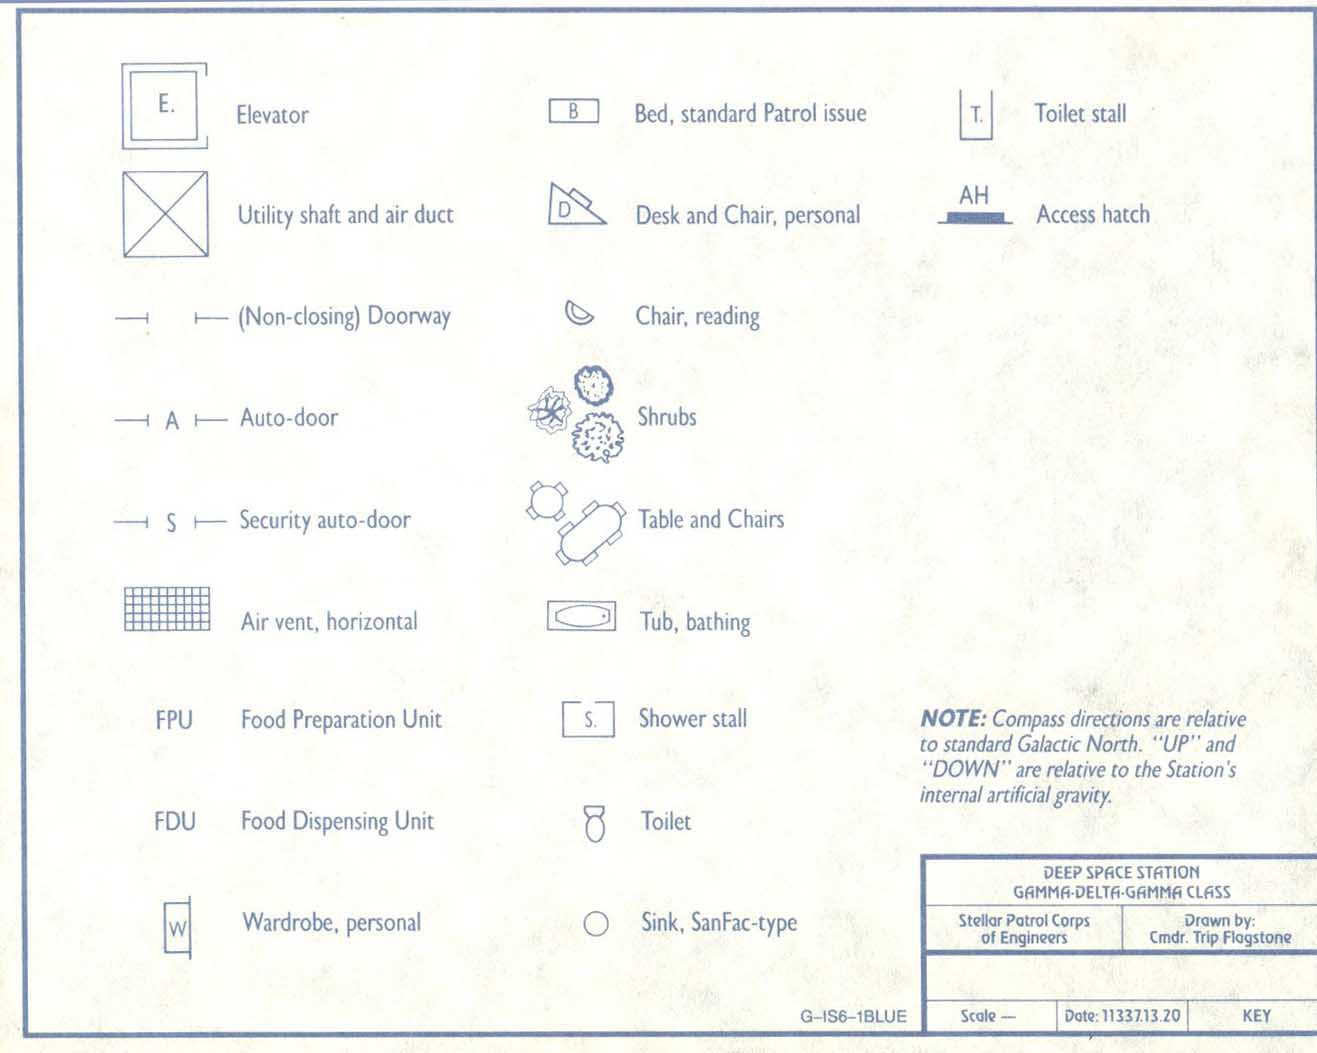 E. Elevator
Utility shaft and air duct
(Non-closing) Doorway
A Auto-door
S Security auto-door
Air vent, horizontal
FPU Food Preparation Unit
FDU Food Dispensing Unit
W Wardrobe, personal
B Bed, standard Patrol issue
D Desk and Chair, personal
Chair, reading
Shrubs
Table and Chairs
Tub, bathing
S. Shower stall
Toilet
Sink, SanFac-type
T. Toilet stall
AH Access hatch
NOTE: Compass directions are relative
to standard Galactic North. “UP” and
“DOWN” are relative to the Station's
internal artificial gravity.
G–IS6–1BLUE
DEEP SPACE STATION
GAMMA-DELTA-GAMMA CLASS
Stellar Patrol Corps
of Engineers
Drawn by:
Cmdr. Trip Flagstone
Scale —
Date: 11337.13.20
KEY